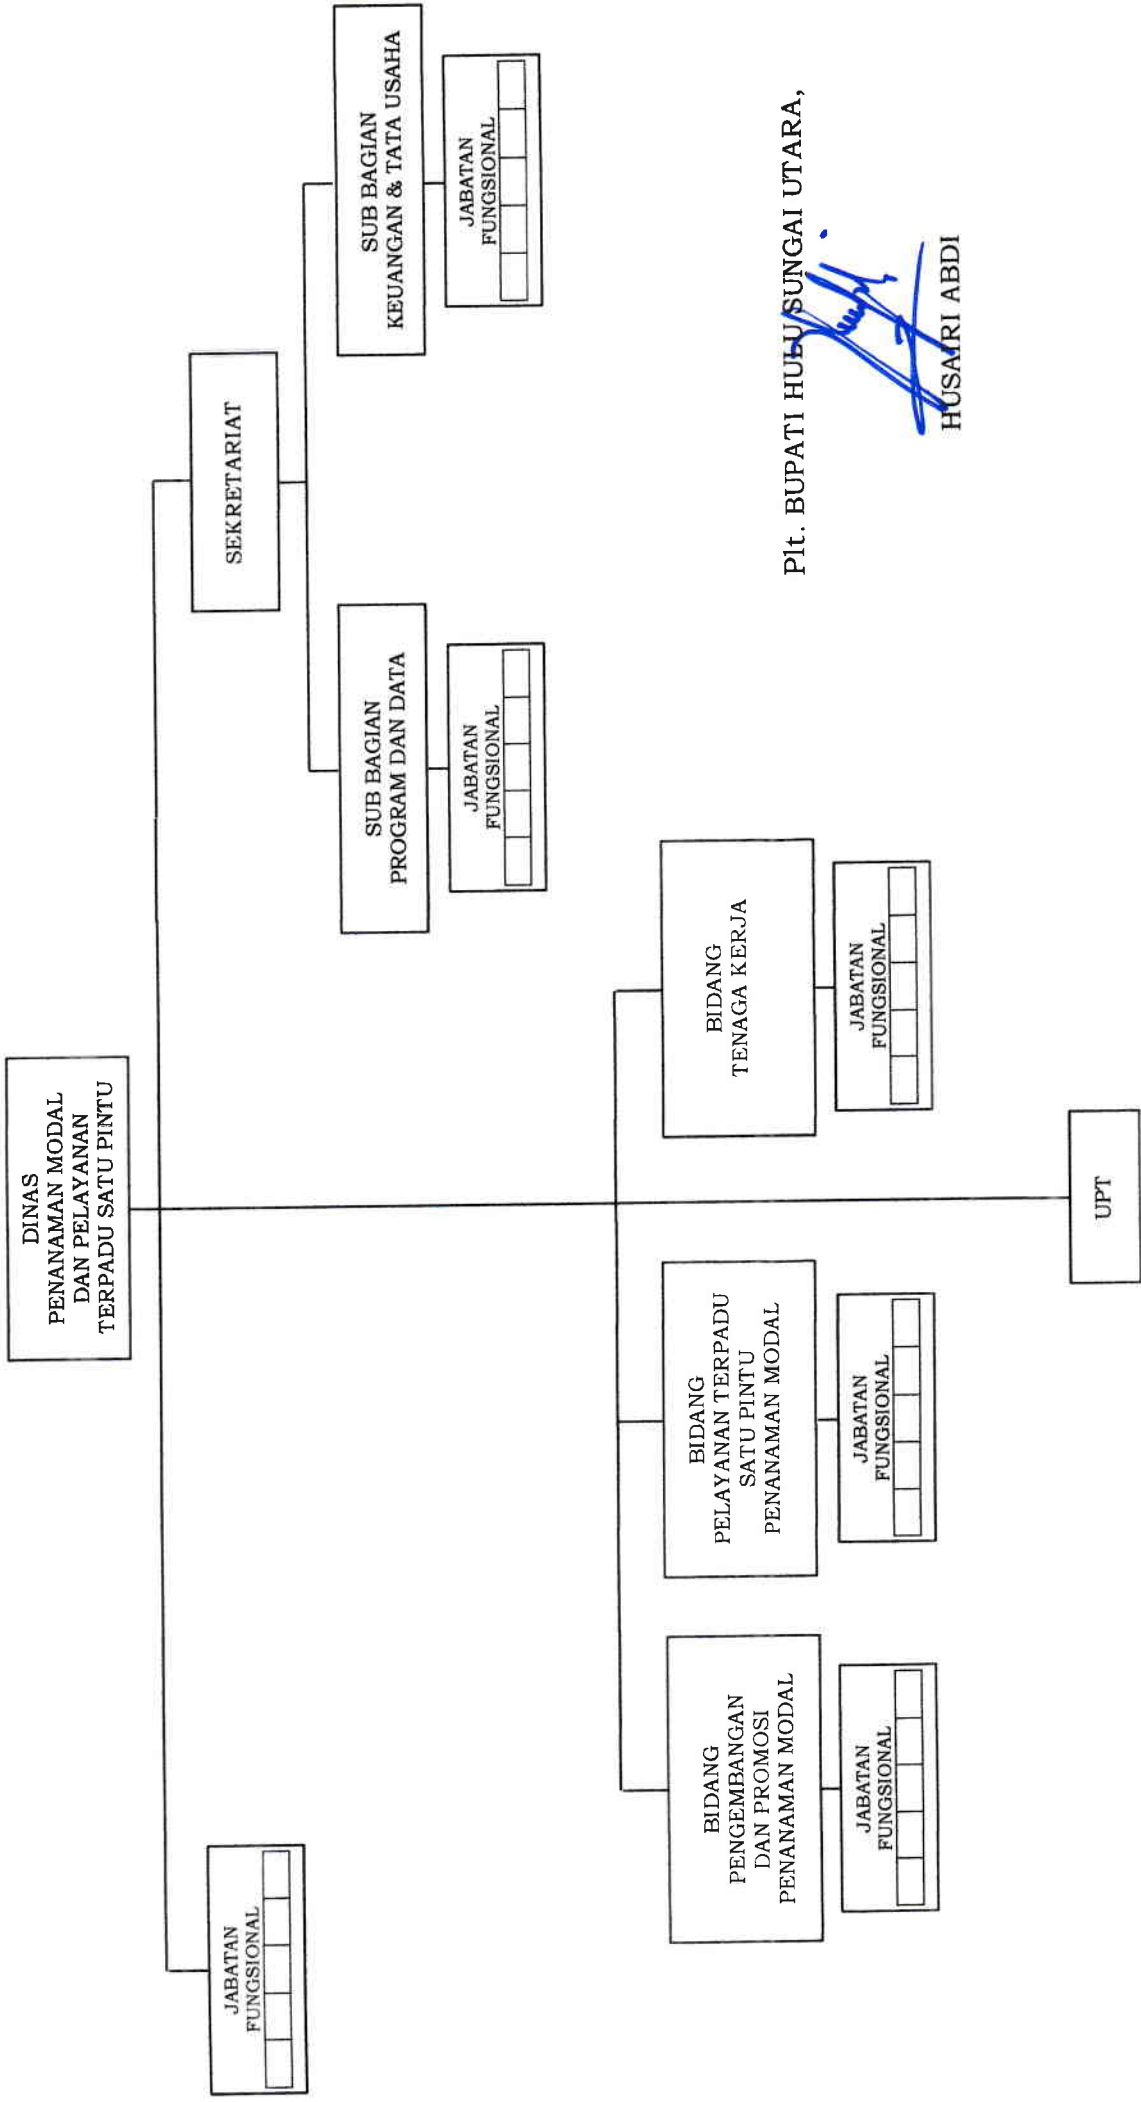 DINAS
PENANAMAN MODAL
DAN PELAYANAN
TERPADU SATU PINTU
JABATAN
FUNGSIONAL
SEKRETARIAT
SUB BAGIAN
PROGRAM DAN DATA
JABATAN
FUNGSIONAL
SUB BAGIAN
KEUANGAN & TATA USAHA
JABATAN
FUNGSIONAL
BIDANG
PENGEMBANGAN
DAN PROMOSI
PENANAMAN MODAL
JABATAN
FUNGSIONAL
BIDANG
PELAYANAN TERPADU
SATU PINTU
PENANAMAN MODAL
JABATAN
FUNGSIONAL
BIDANG
TENAGA KERJA
JABATAN
FUNGSIONAL
UPT
Plt. BUPATI HULU SUNGAI UTARA,
HUSAIRI ABDI